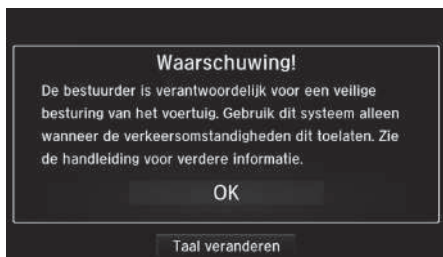 Waarschuwing!
De bestuurder is verantwoordelijk voor een veilige
besturing van het voertuig. Gebruik dit systeem alleen
wanneer de verkeersomstandigheden dit toelaten. Zie
de handleiding voor verdere informatie.
OK
Taal veranderen